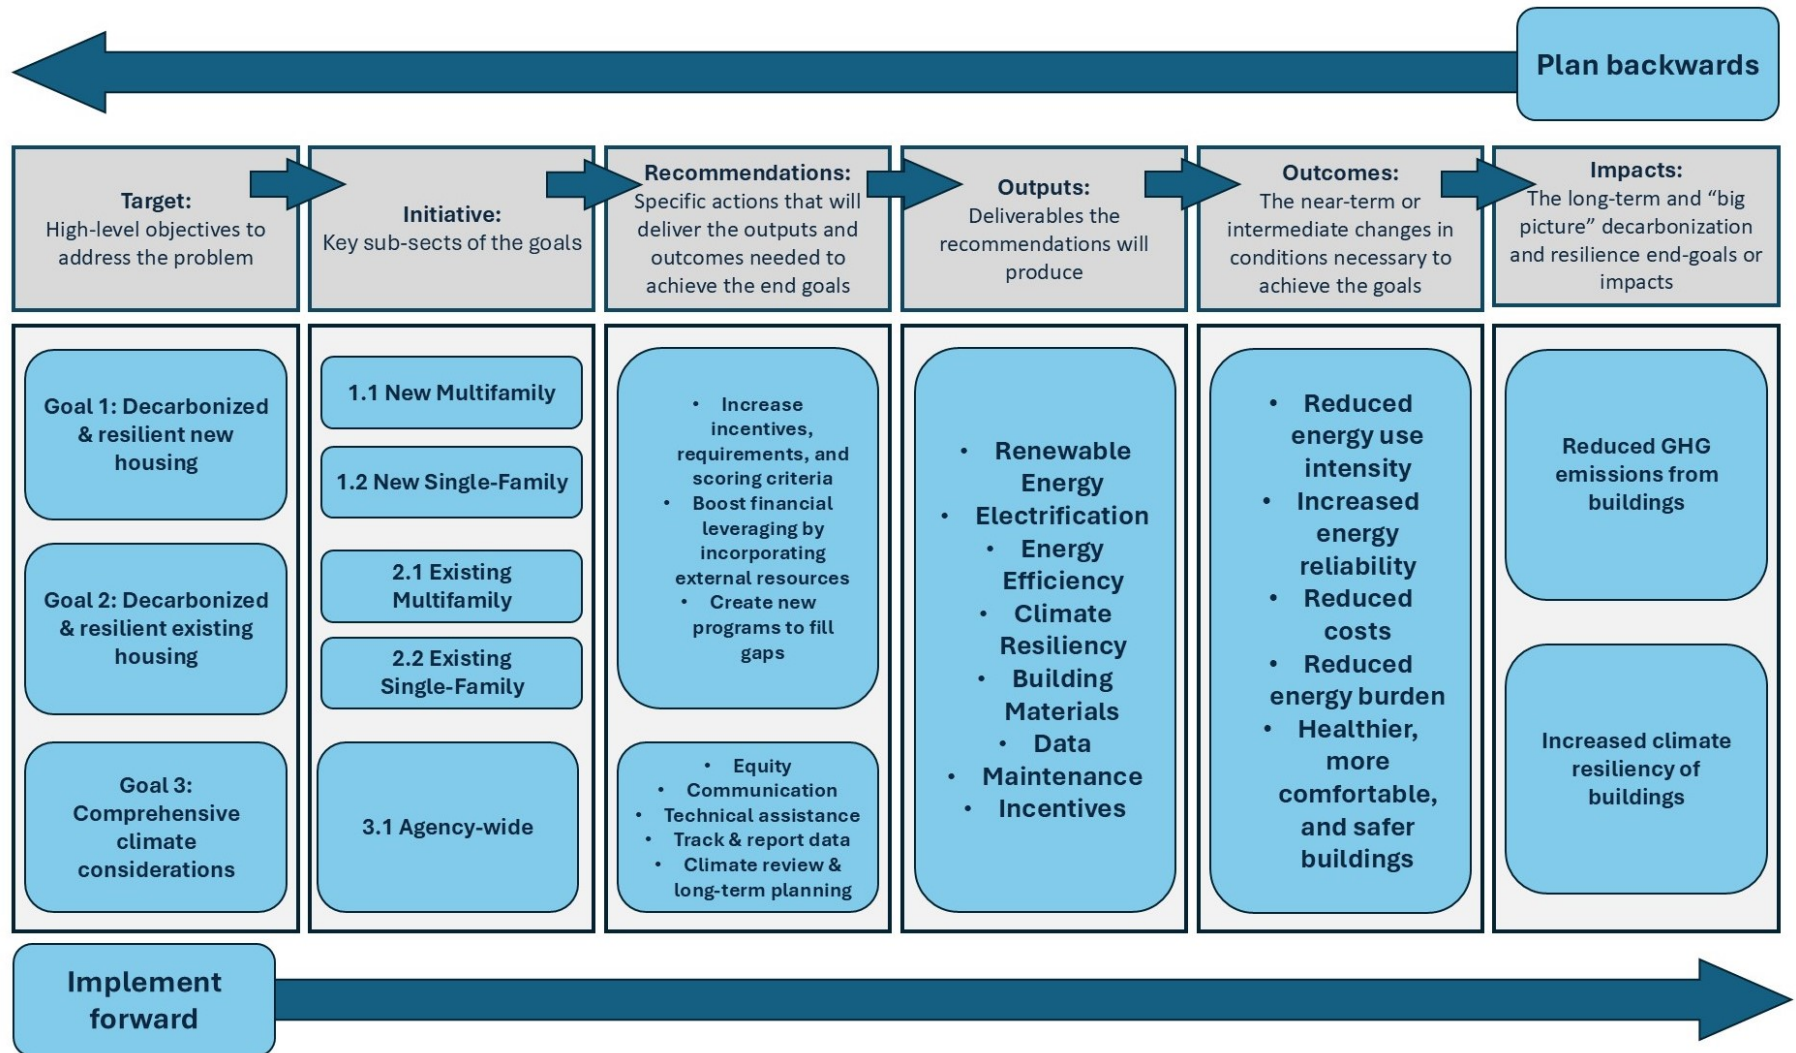 Plan backwards
Target:
High-level objectives to
address the problem
Initiative:
Key sub-sects of the goals
Recommendations:
Specific actions that will
deliver the outputs and
outcomes needed to
achieve the end goals
Outputs:
Deliverables the
recommendations will
produce
Outcomes:
The near-term or
intermediate changes in
conditions necessary to
achieve the goals
Impacts:
The long-term and “big
picture” decarbonization
and resilience end-goals or
impacts
Goal 1: Decarbonized
& resilient new
housing
Goal 2: Decarbonized
& resilient existing
housing
Goal 3:
Comprehensive
climate
considerations
1.1 New Multifamily
1.2 New Single-Family
2.1 Existing
Multifamily
2.2 Existing
Single-Family
3.1 Agency-wide
• Increase
incentives,
requirements, and
scoring criteria
• Boost financial
leveraging by
incorporating
external resources
• Create new
programs to fill
gaps
• Equity
• Communication
• Technical assistance
• Track & report data
• Climate review &
long-term planning
• Renewable
Energy
• Electrification
• Energy
Efficiency
• Climate
Resiliency
• Building
Materials
• Data
• Maintenance
• Incentives
• Reduced
energy use
intensity
• Increased
energy
reliability
• Reduced
costs
• Reduced
energy burden
• Healthier,
more
comfortable,
and safer
buildings
Reduced GHG
emissions from
buildings
Increased climate
resiliency of
buildings
Implement
forward